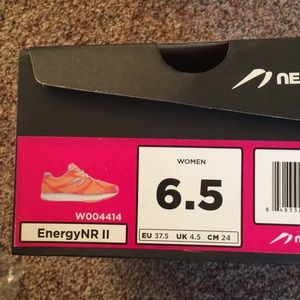 NE
WOMEN
6.5
W004414
EnergyNR II
EU 37.5 UK 4.5 CM 24